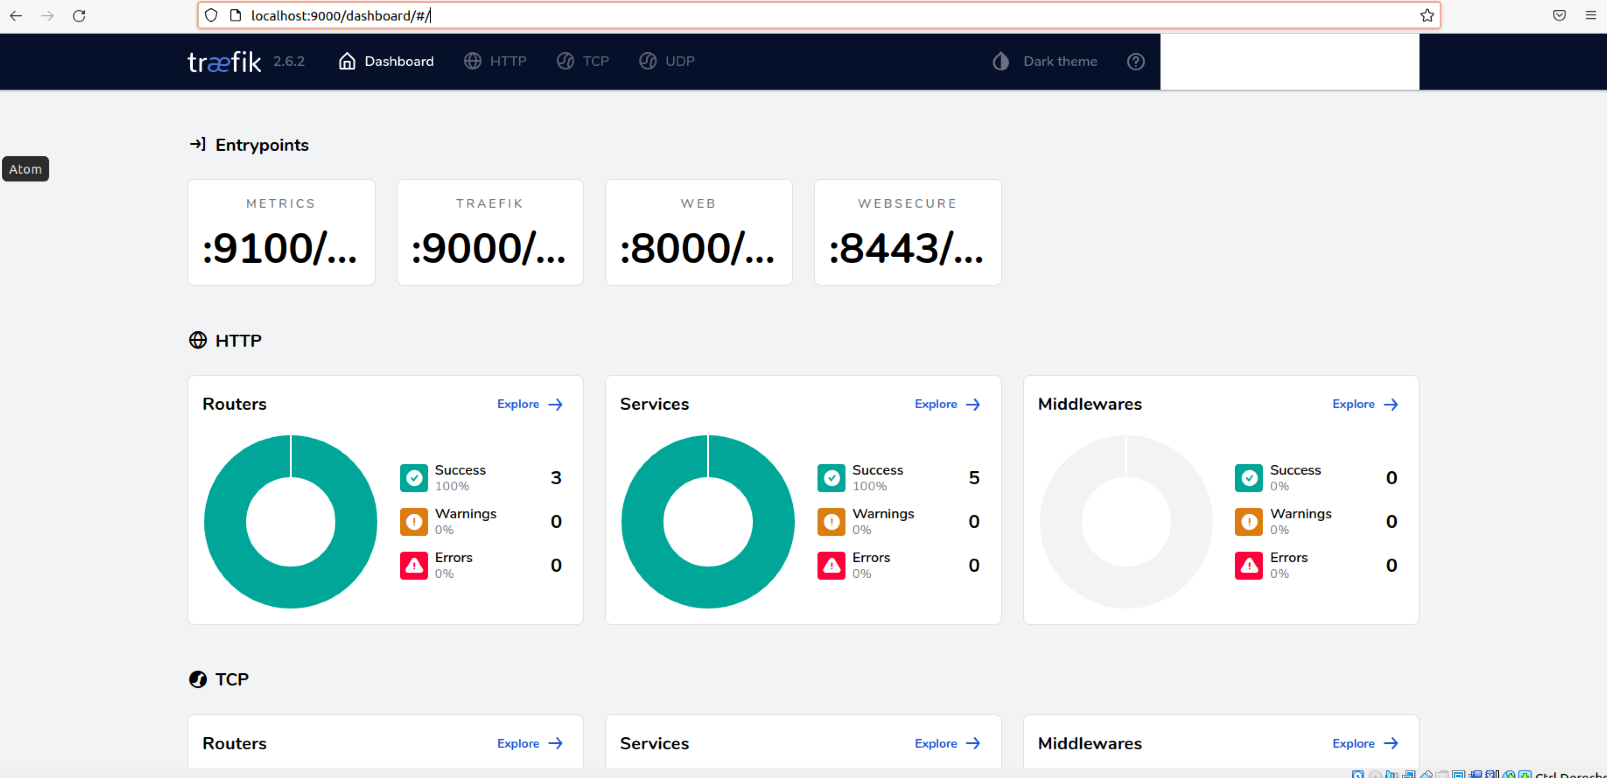 localhost:9000/dashboard/#/
træfik 2.6.2 Dashboard HTTP TCP UDP Dark theme
Atom
Entrypoints
METRICS TRAEFIK WEB WEBSECURE
:9100/... :9000/... :8000/... :8443/...
HTTP
Routers Explore
Success 3
100%
Warnings 0
0%
Errors 0
0%
Services Explore
Success 5
100%
Warnings 0
0%
Errors 0
0%
Middlewares Explore
Success 0
0%
Warnings 0
0%
Errors 0
0%
TCP
Routers Explore
Services Explore
Middlewares Explore